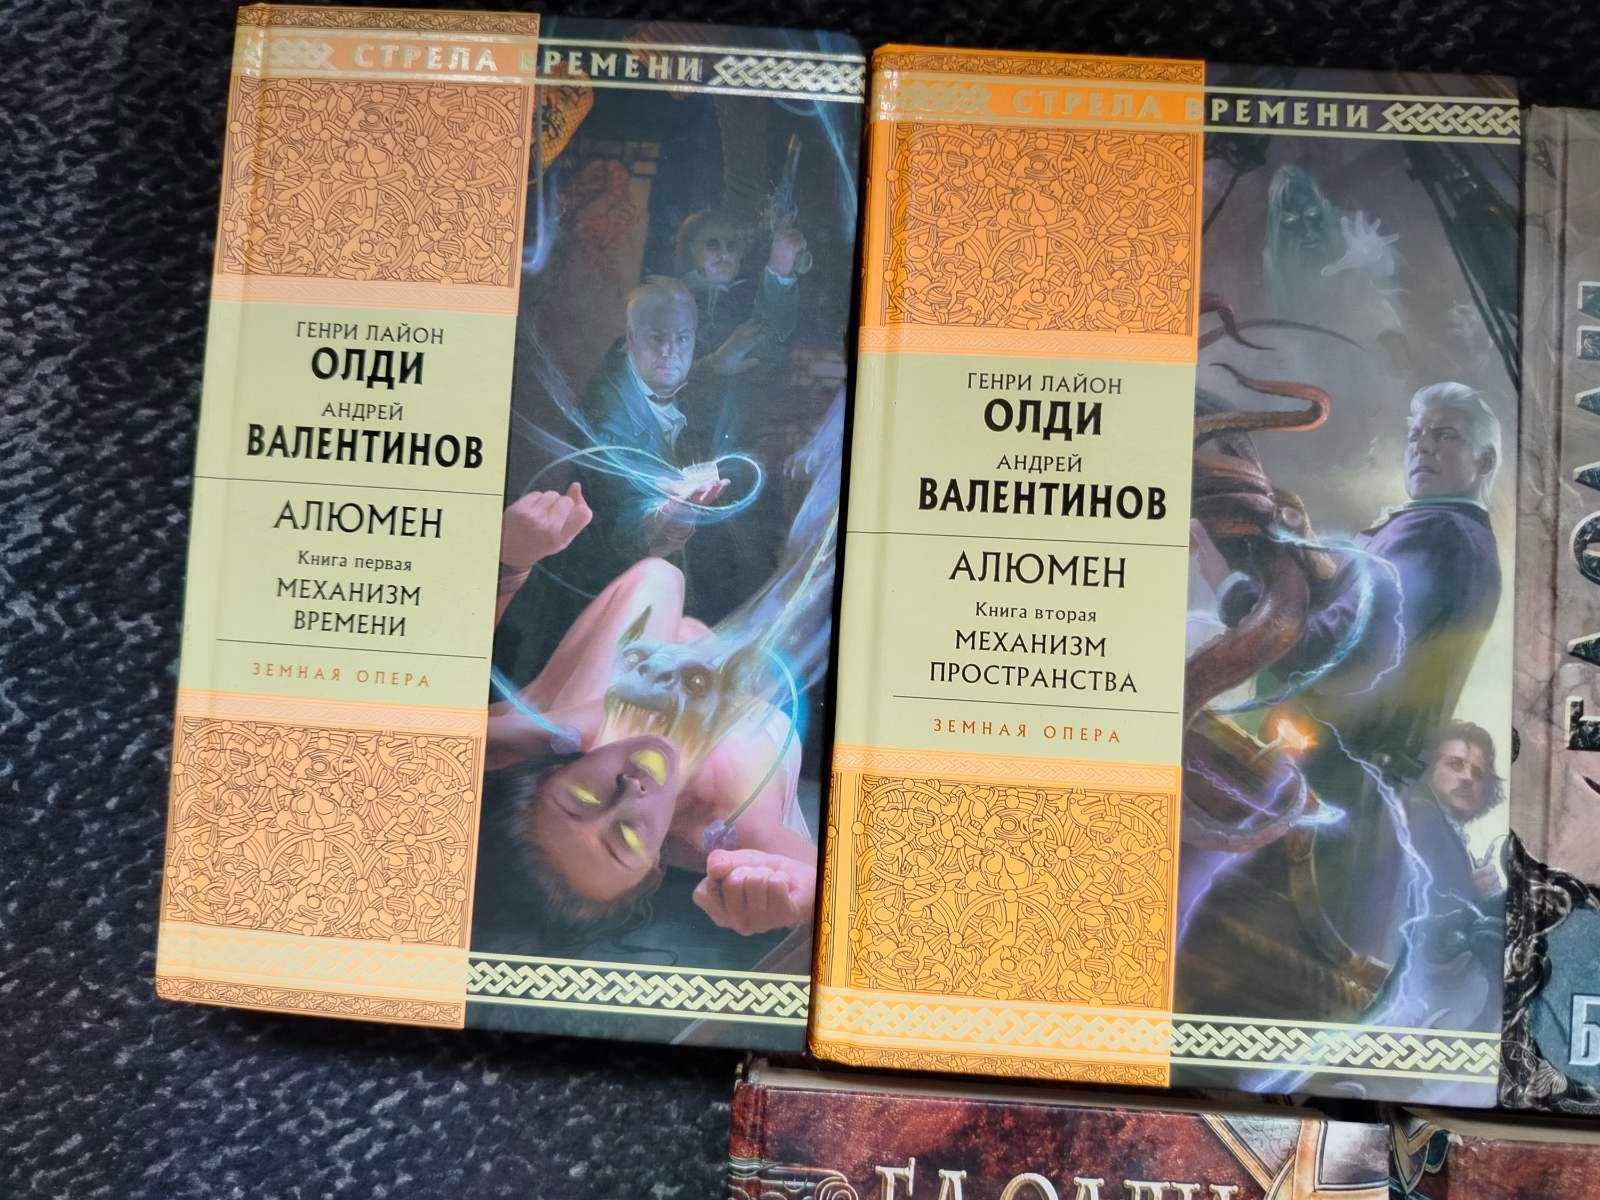 СТРЕЛА ВРЕМЕНИ
ГЕНРИ ЛАЙОН
ОЛДИ
АНДРЕЙ
ВАЛЕНТИНОВ
АЛЮМЕН
Книга первая
МЕХАНИЗМ
ВРЕМЕНИ
ЗЕМНАЯ ОПЕРА
СТРЕЛА ВРЕМЕНИ
ГЕНРИ ЛАЙОН
ОЛДИ
АНДРЕЙ
ВАЛЕНТИНОВ
АЛЮМЕН
Книга вторая
МЕХАНИЗМ
ПРОСТРАНСТВА
ЗЕМНАЯ ОПЕРА